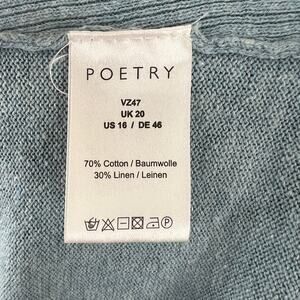 POETRY
VZ47
UK 20
US 16 / DE 46
70% Cotton / Baumwolle
30% Linen / Leinen